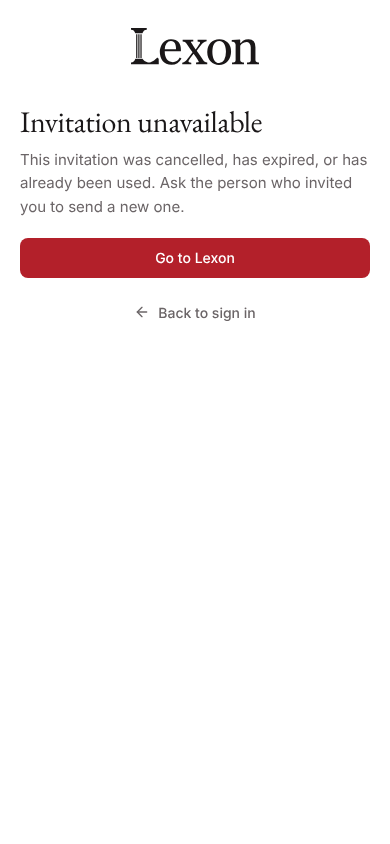 Lexon
Invitation unavailable
This invitation was cancelled, has expired, or has
already been used. Ask the person who invited
you to send a new one.
Go to Lexon
Back to sign in